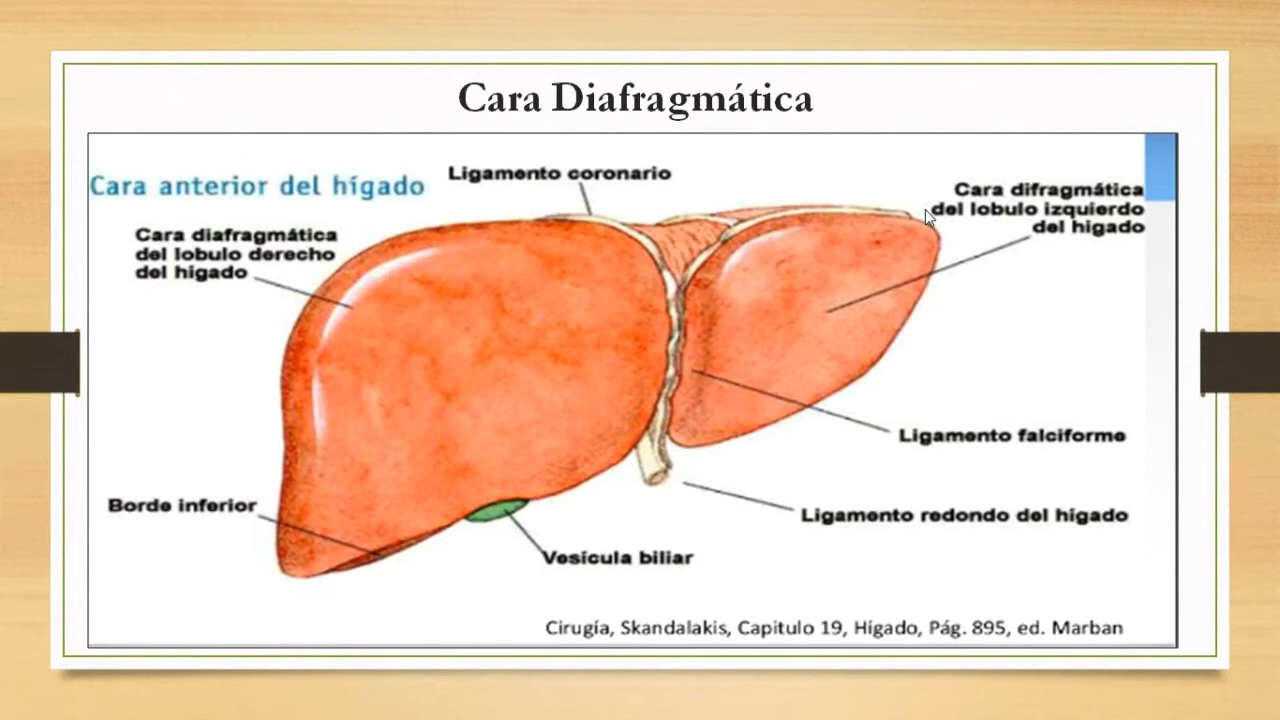 Cara Diafragmática
Cara anterior del hígado
Ligamento coronario
Cara difragmática
del lobulo izquierdo
del higado
Cara diafragmática
del lobulo derecho
del higado
Ligamento falciforme
Borde inferior
Ligamento redondo del higado
Vesicula biliar
Cirugía, Skandalakis, Capitulo 19, Hígado, Pág. 895, ed. Marban